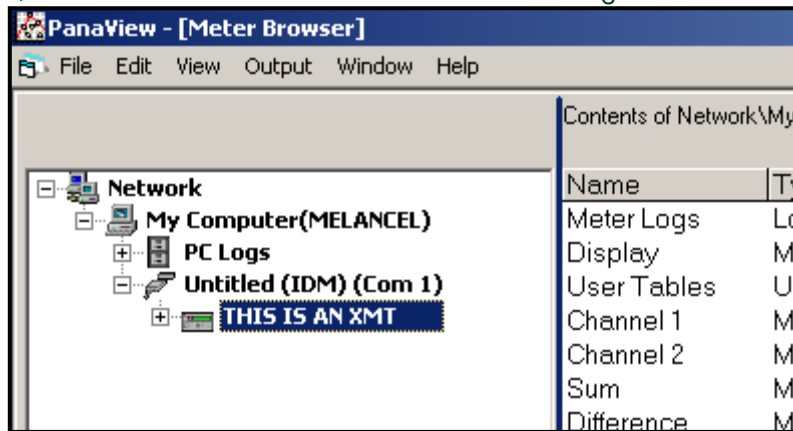 PanaView - [Meter Browser]
File Edit View Output Window Help
Contents of Network\My
Network
My Computer(MELANCEL)
PC Logs
Untitled (IDM) (Com 1)
THIS IS AN XMT
Name
Meter Logs
Display
User Tables
Channel 1
Channel 2
Sum
Difference